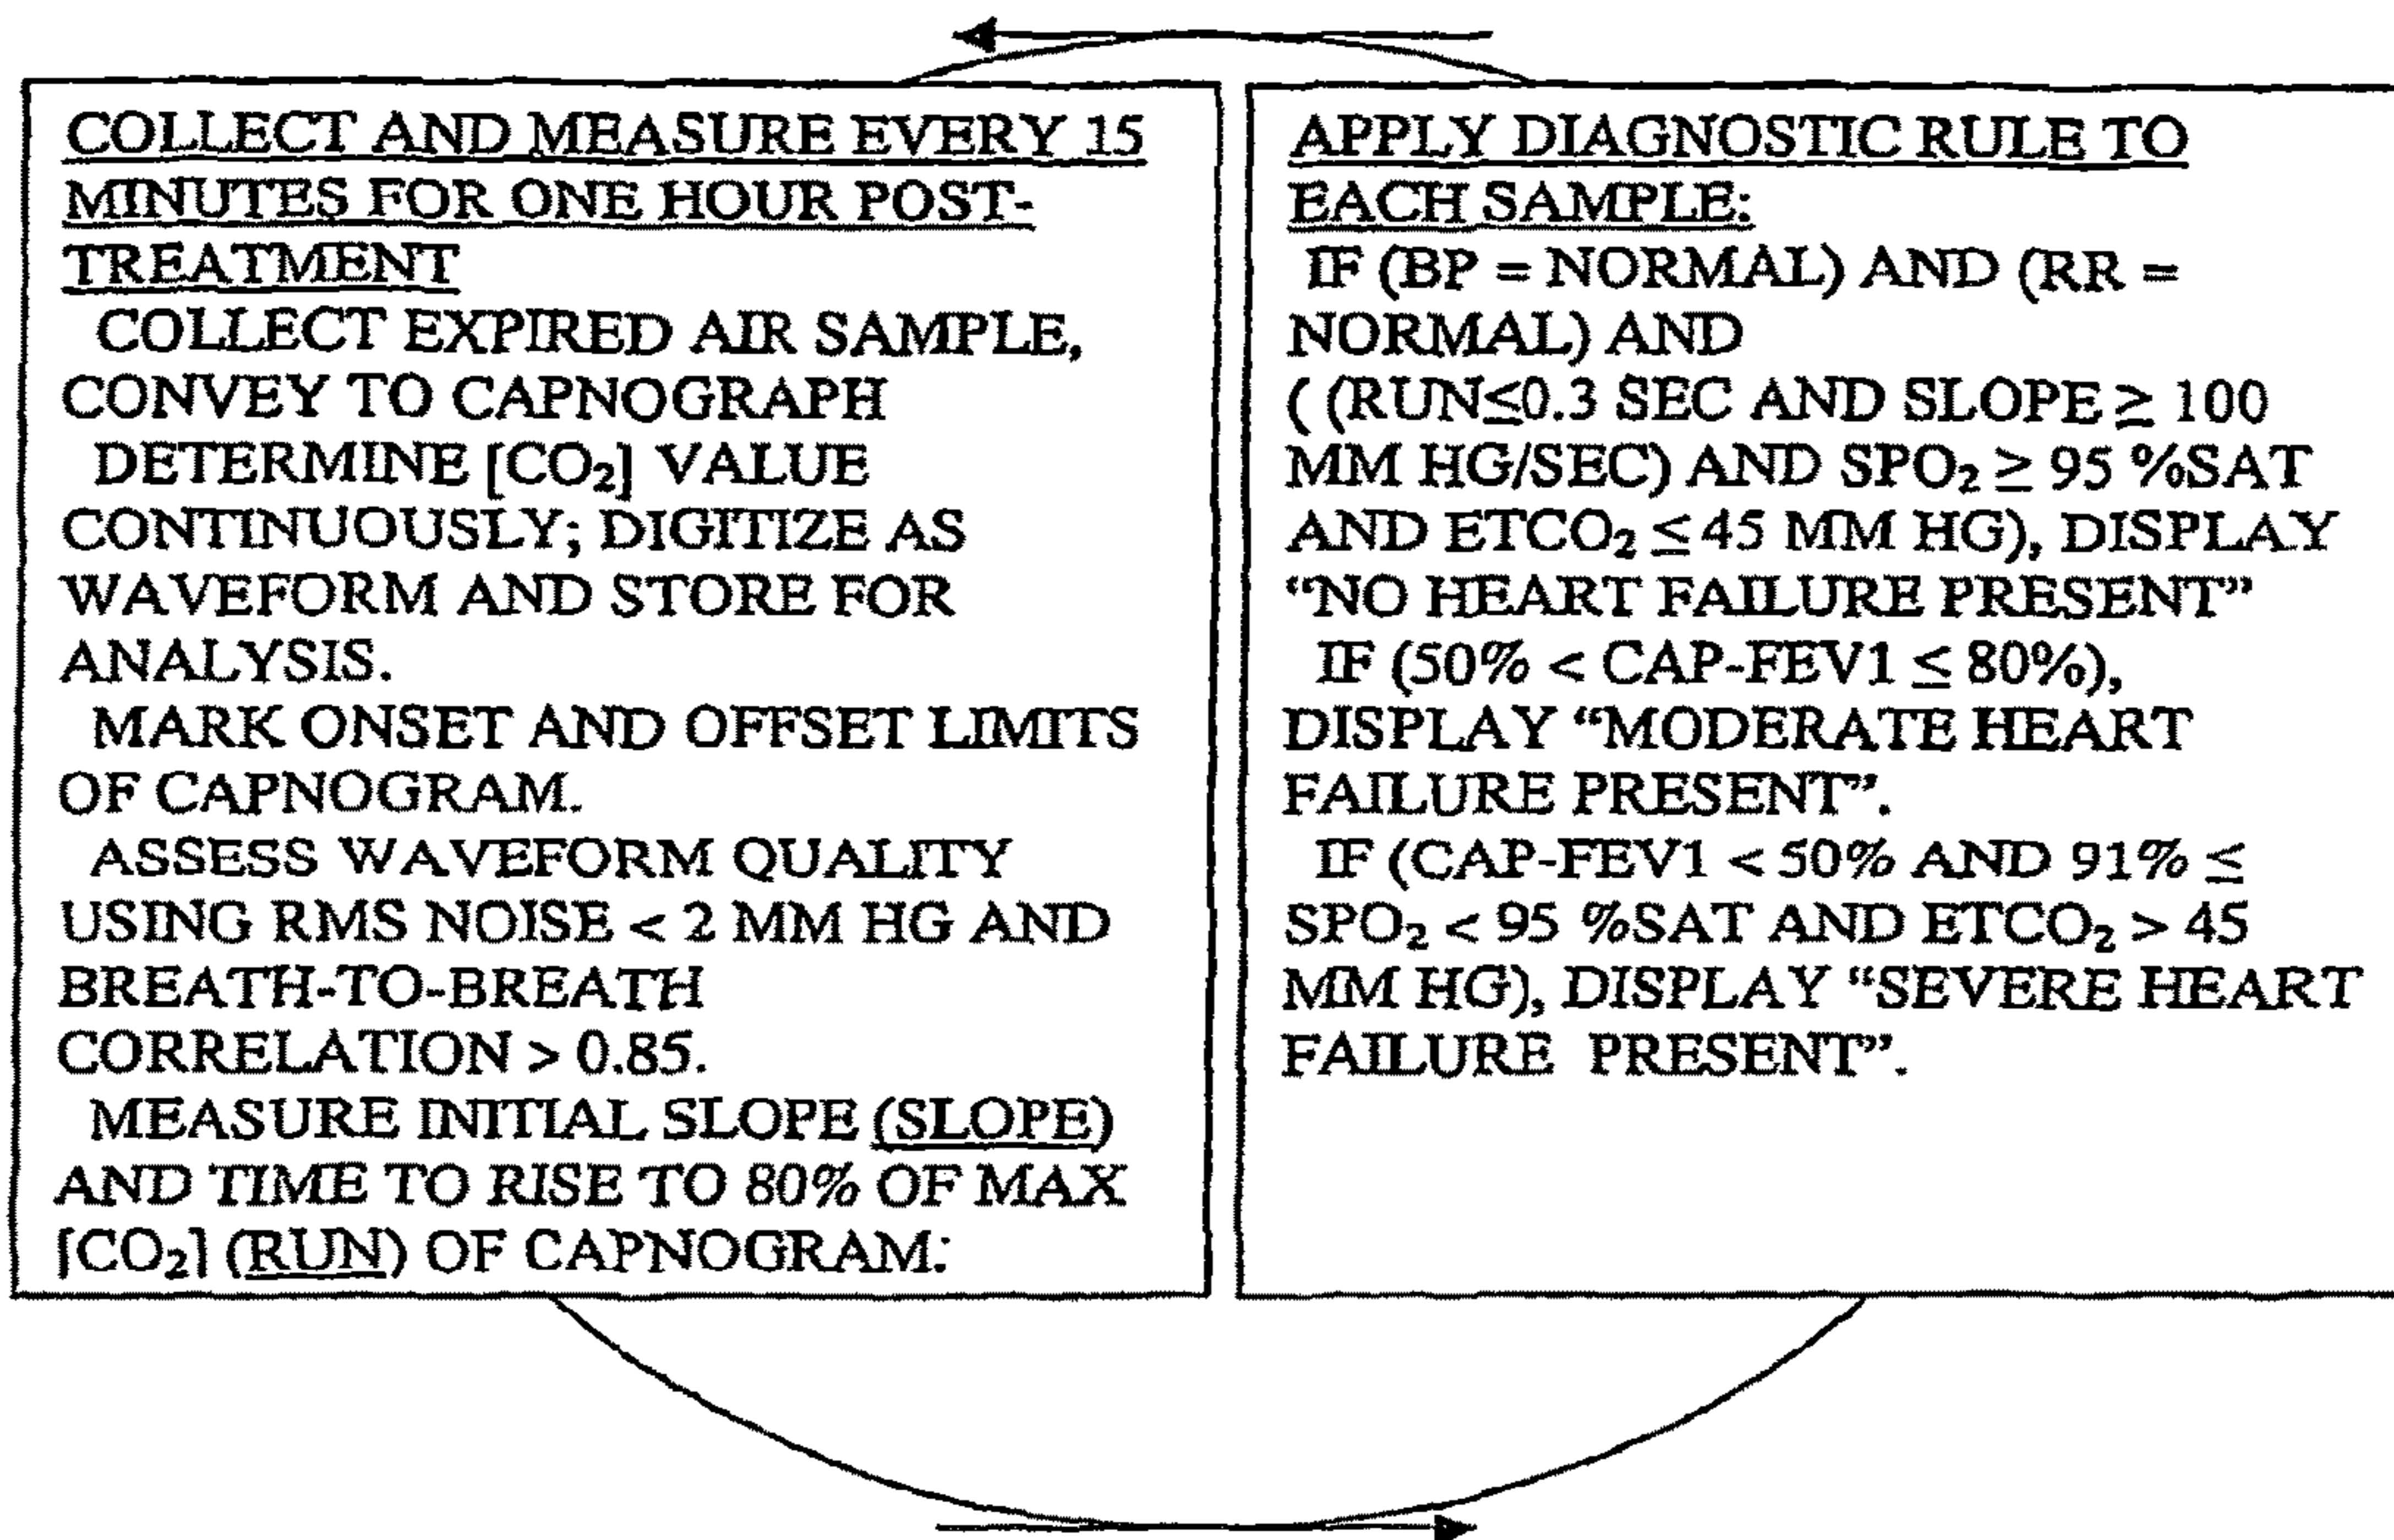 COLLECT AND MEASURE EVERY 15
MINUTES FOR ONE HOUR POST-
TREATMENT
COLLECT EXPIRED AIR SAMPLE,
CONVEY TO CAPNOGRAPH
DETERMINE [CO₂] VALUE
CONTINUOUSLY; DIGITIZE AS
WAVEFORM AND STORE FOR
ANALYSIS.
MARK ONSET AND OFFSET LIMITS
OF CAPNOGRAM.
ASSESS WAVEFORM QUALITY
USING RMS NOISE < 2 MM HG AND
BREATH-TO-BREATH
CORRELATION > 0.85.
MEASURE INITIAL SLOPE (SLOPE)
AND TIME TO RISE TO 80% OF MAX
[CO₂] (RUN) OF CAPNOGRAM:
APPLY DIAGNOSTIC RULE TO
EACH SAMPLE:
IF (BP = NORMAL) AND (RR =
NORMAL) AND
( (RUN≤0.3 SEC AND SLOPE ≥ 100
MM HG/SEC) AND SPO₂ ≥ 95 %SAT
AND ETCO₂ ≤ 45 MM HG), DISPLAY
“NO HEART FAILURE PRESENT”
IF (50% < CAP-FEV1 ≤ 80%),
DISPLAY “MODERATE HEART
FAILURE PRESENT”.
IF (CAP-FEV1 < 50% AND 91% ≤
SPO₂ < 95 %SAT AND ETCO₂ > 45
MM HG), DISPLAY “SEVERE HEART
FAILURE PRESENT”.